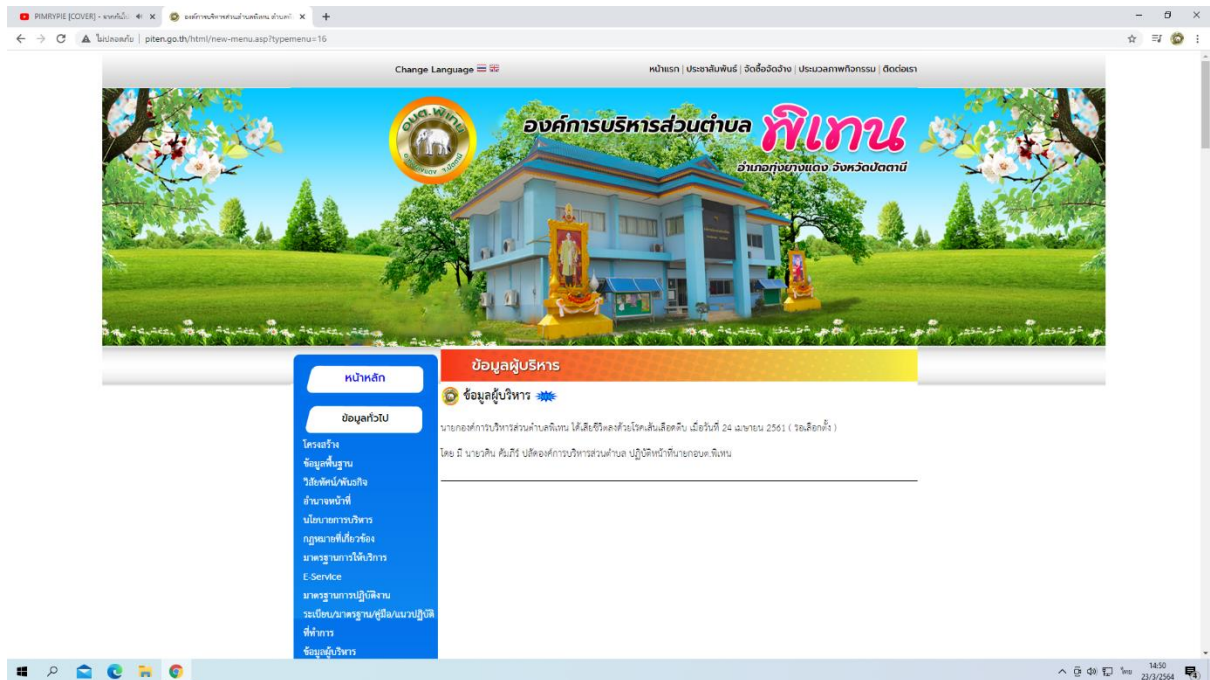 PIMRYPIE [COVER] -
ไม่ปลอดภัย | piten.go.th/html/new-menu.asp?typemenu=16
Change Language
หน้าแรก | ประชาสัมพันธ์ | จัดซื้อจัดจ้าง | ประมวลภาพกิจกรรม | ติดต่อเรา
องค์การบริหารส่วนตำบล พิเทน
อำเภอทุ่งยางแดง จังหวัดปัตตานี
อบต.พิเทน
หน้าหลัก
ข้อมูลทั่วไป
โครงสร้าง
ข้อมูลพื้นฐาน
วิสัยทัศน์/พันธกิจ
อำนาจหน้าที่
นโยบายการบริหาร
กฎหมายที่เกี่ยวข้อง
มาตรฐานการให้บริการ
E-Service
มาตรฐานการปฏิบัติงาน
ระเบียบ/มาตรฐาน/คู่มือ/แนวปฏิบัติ
ที่ทำการ
ข้อมูลผู้บริหาร
ข้อมูลผู้บริหาร
ข้อมูลผู้บริหาร
นายกองค์การบริหารส่วนตำบลพิเทน ได้เสียชีวิตลงด้วยโรคเส้นเลือดตีบ เมื่อวันที่ 24 เมษายน 2561 ( รอเลือกตั้ง )
โดย มี นายวศิน คัมภีร์ ปลัดองค์การบริหารส่วนตำบล ปฏิบัติหน้าที่นายกอบต.พิเทน
ไทย
14:50
23/3/2564